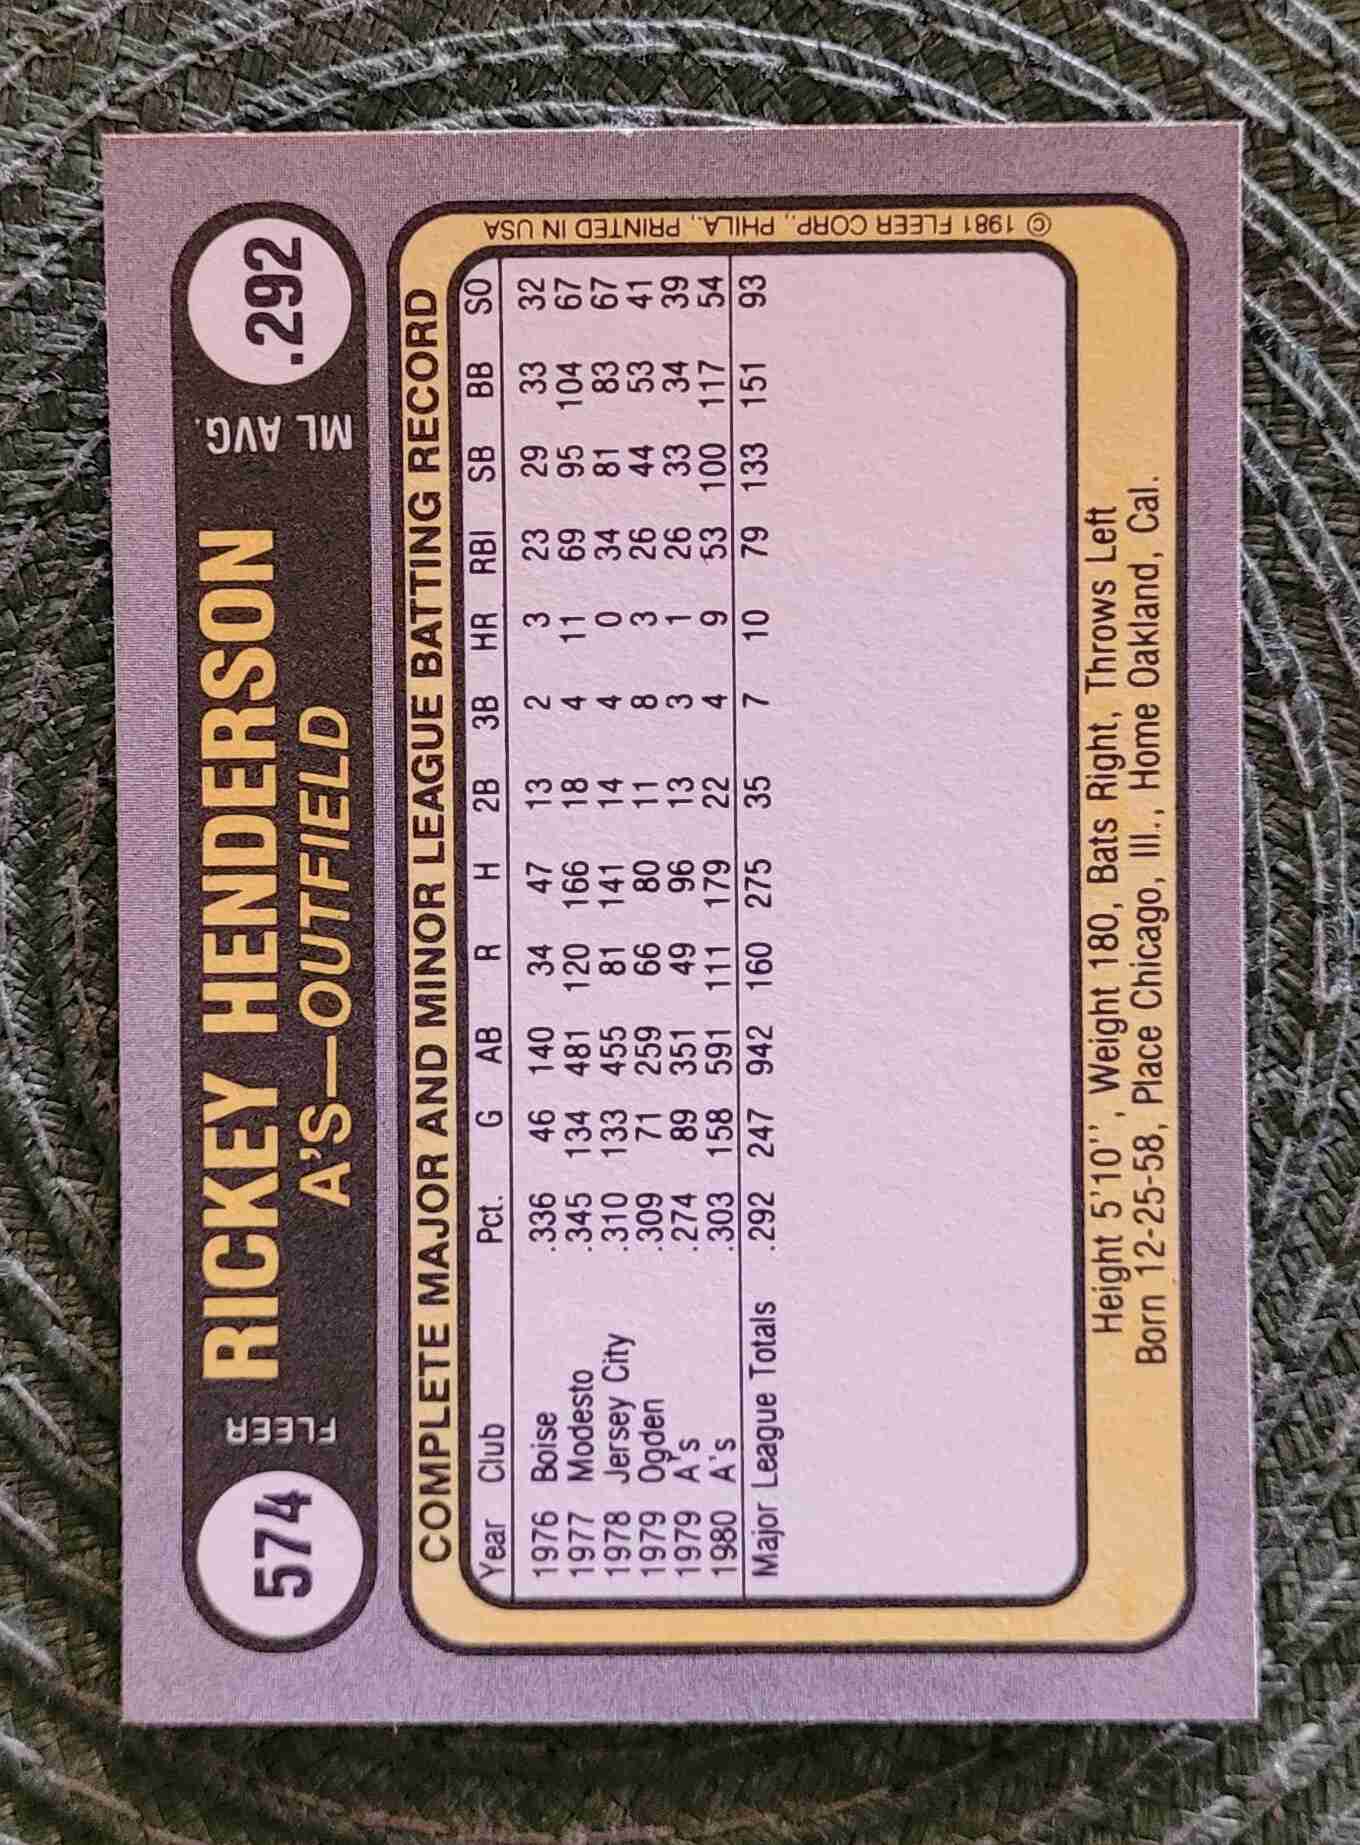 574 FLEER RICKEY HENDERSON ML AVG. .292
A'S—OUTFIELD
COMPLETE MAJOR AND MINOR LEAGUE BATTING RECORD
Year Club Pct. G AB R H 2B 3B HR RBI SB BB SO
1976 Boise .336 46 140 34 47 13 2 3 23 29 33 32
1977 Modesto .345 134 481 120 166 18 4 11 69 95 104 67
1978 Jersey City .310 133 455 81 141 14 4 0 34 81 83 67
1979 Ogden .309 71 259 66 80 11 8 3 26 44 53 41
1979 A's .274 89 351 49 96 13 3 1 26 33 34 39
1980 A's .303 158 591 111 179 22 4 9 53 100 117 54
Major League Totals .292 247 942 160 275 35 7 10 79 133 151 93
Height 5'10", Weight 180, Bats Right, Throws Left
Born 12-25-58, Place Chicago, Ill., Home Oakland, Cal.
© 1981 FLEER CORP., PHILA., PRINTED IN USA